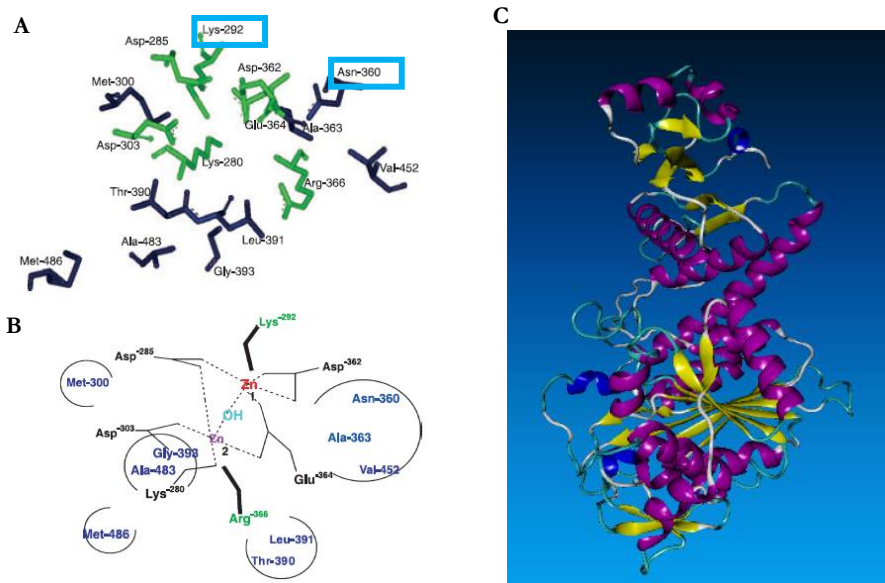 A
Lys-292
Asp-285
Asp-362
Asn-360
Met-300
Glu-364
Ala-363
Asp-303
Lys-280
Val-452
Arg-366
Thr-390
Ala-483
Leu-391
Met-486
Gly-393
B
Lys-292
Asp-285
Asp-362
Met-300
Zn
1
Asn-360
OH
Asp-303
Zn
2
Ala-363
Gly-393
Ala-483
Val-452
Lys-280
Glu-364
Arg-366
Met-486
Leu-391
Thr-390
C